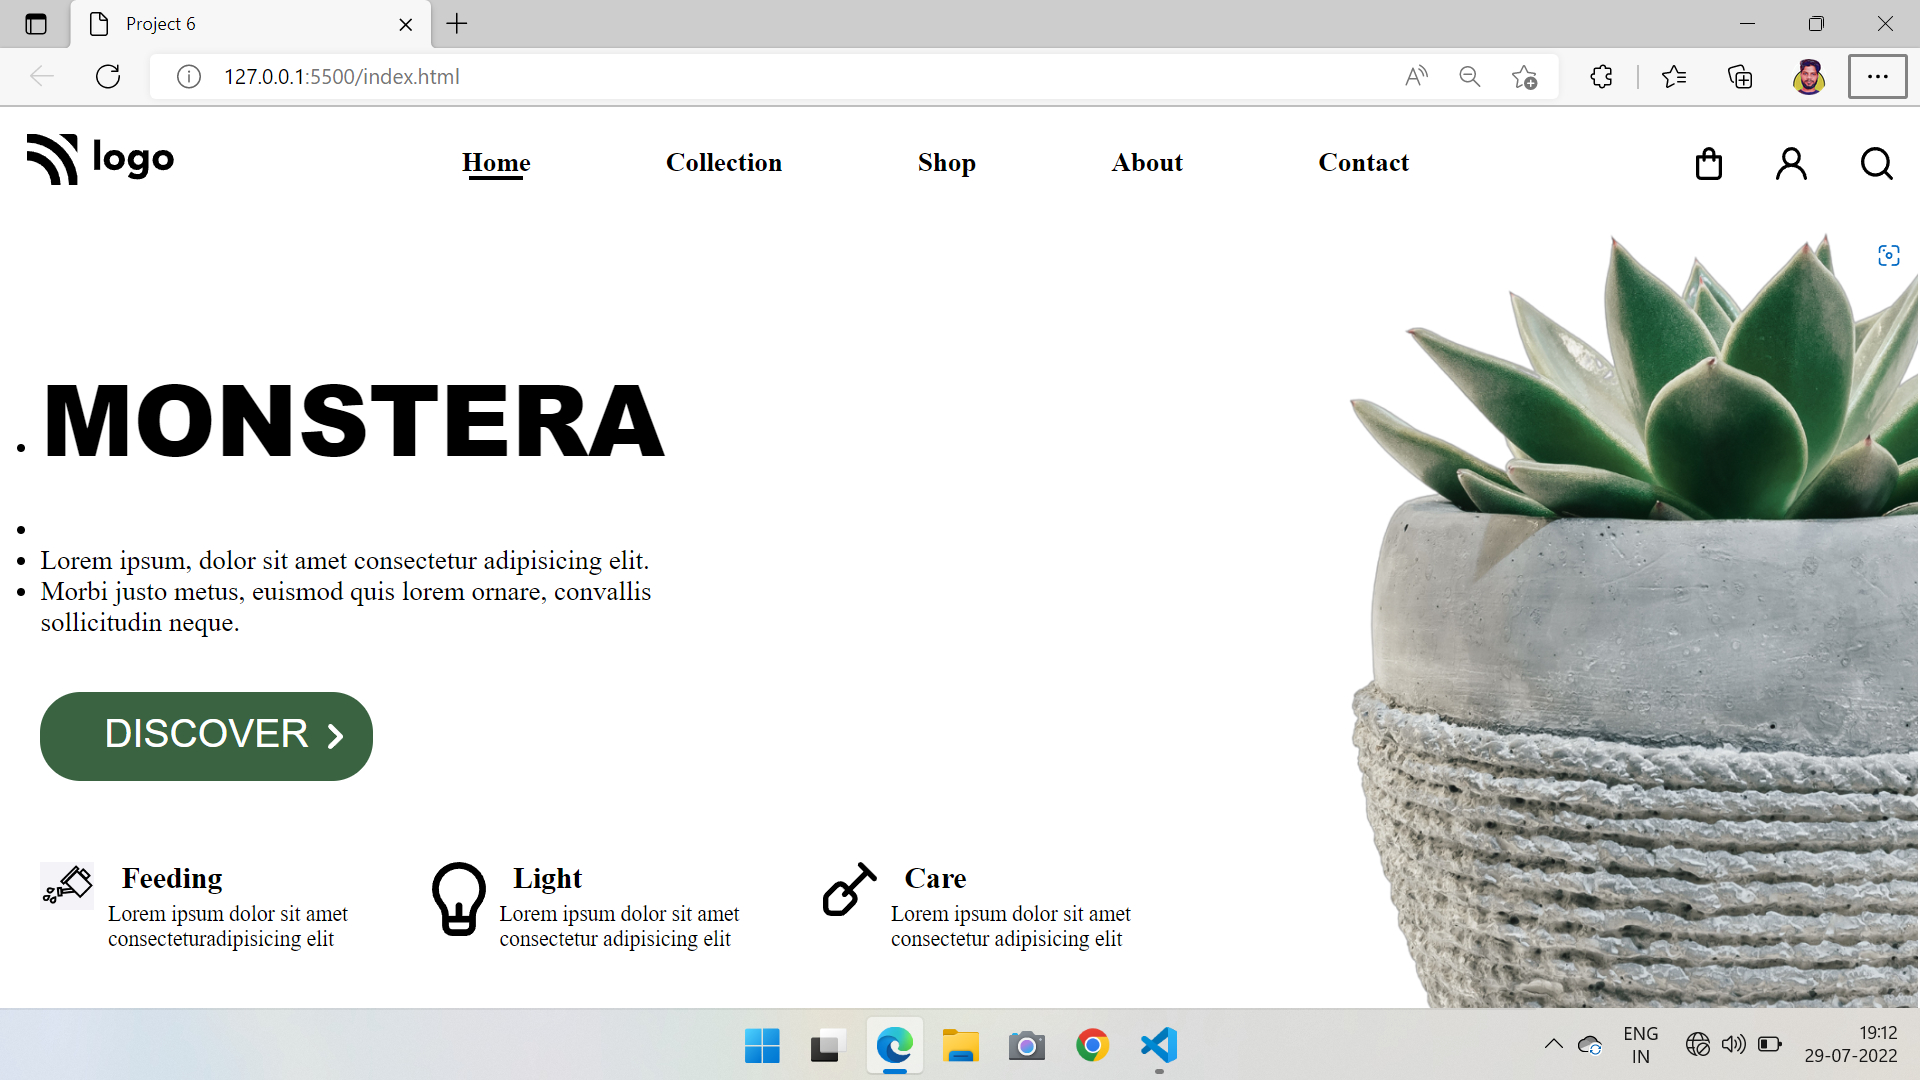 Project 6
127.0.0.1:5500/index.html
logo
Home
Collection
Shop
About
Contact
MONSTERA
Lorem ipsum, dolor sit amet consectetur adipisicing elit.
Morbi justo metus, euismod quis lorem ornare, convallis
sollicitudin neque.
DISCOVER
Feeding
Lorem ipsum dolor sit amet
consecteturadipisicing elit
Light
Lorem ipsum dolor sit amet
consectetur adipisicing elit
Care
Lorem ipsum dolor sit amet
consectetur adipisicing elit
ENG
IN
19:12
29-07-2022